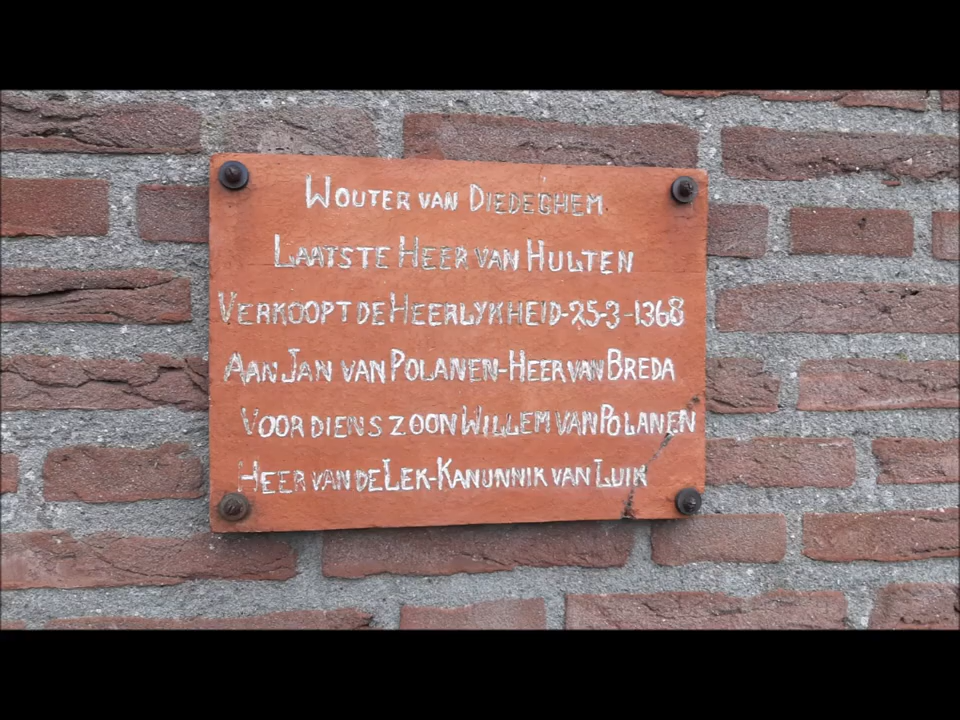 WOUTER VAN DIEDEGHEM
LAATSTE HEER VAN HULTEN
VERKOOPT DE HEERLYKHEID-25-3-1368
AAN JAN VAN POLANEN-HEER VAN BREDA
VOOR DIENS ZOON WILLEM VAN POLANEN
HEER VAN DE LEK-KANUNNIK VAN LUIK